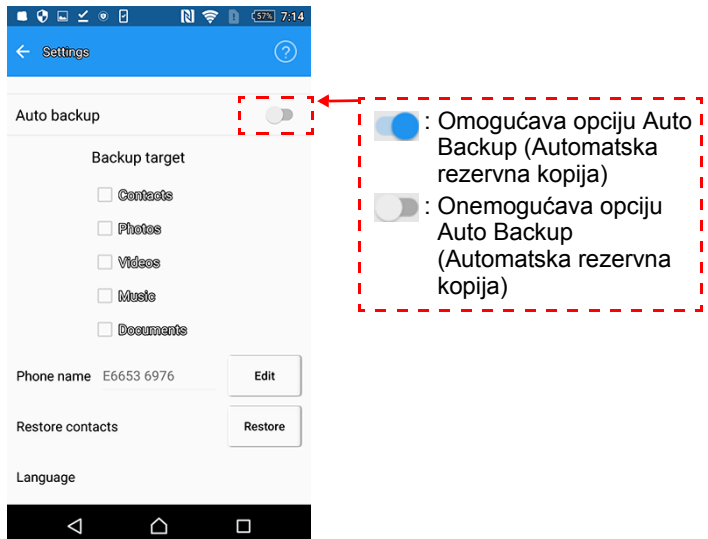 57% 7:14
Settings
?
Auto backup
Backup target
Contacts
Photos
Videos
Music
Documents
Phone name E6653 6976 Edit
Restore contacts Restore
Language
: Omogućava opciju Auto
Backup (Automatska
rezervna kopija)
: Onemogućava opciju
Auto Backup
(Automatska rezervna
kopija)